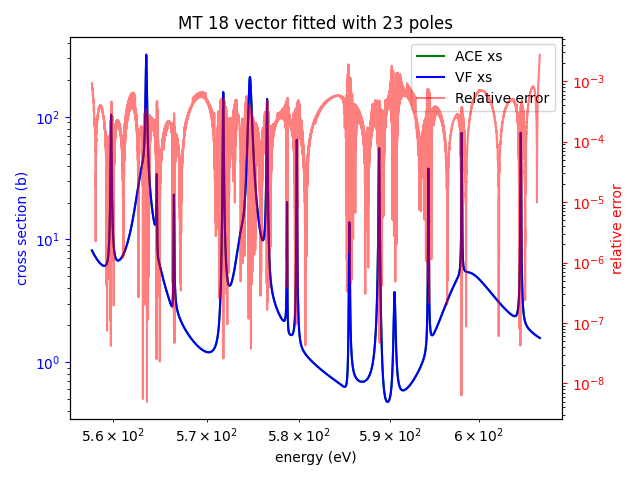 MT 18 vector fitted with 23 poles
ACE xs
VF xs
Relative error
cross section (b)
10²
10¹
10⁰
relative error
10⁻³
10⁻⁴
10⁻⁵
10⁻⁶
10⁻⁷
10⁻⁸
5.6 × 10² 5.7 × 10² 5.8 × 10² 5.9 × 10² 6 × 10²
energy (eV)